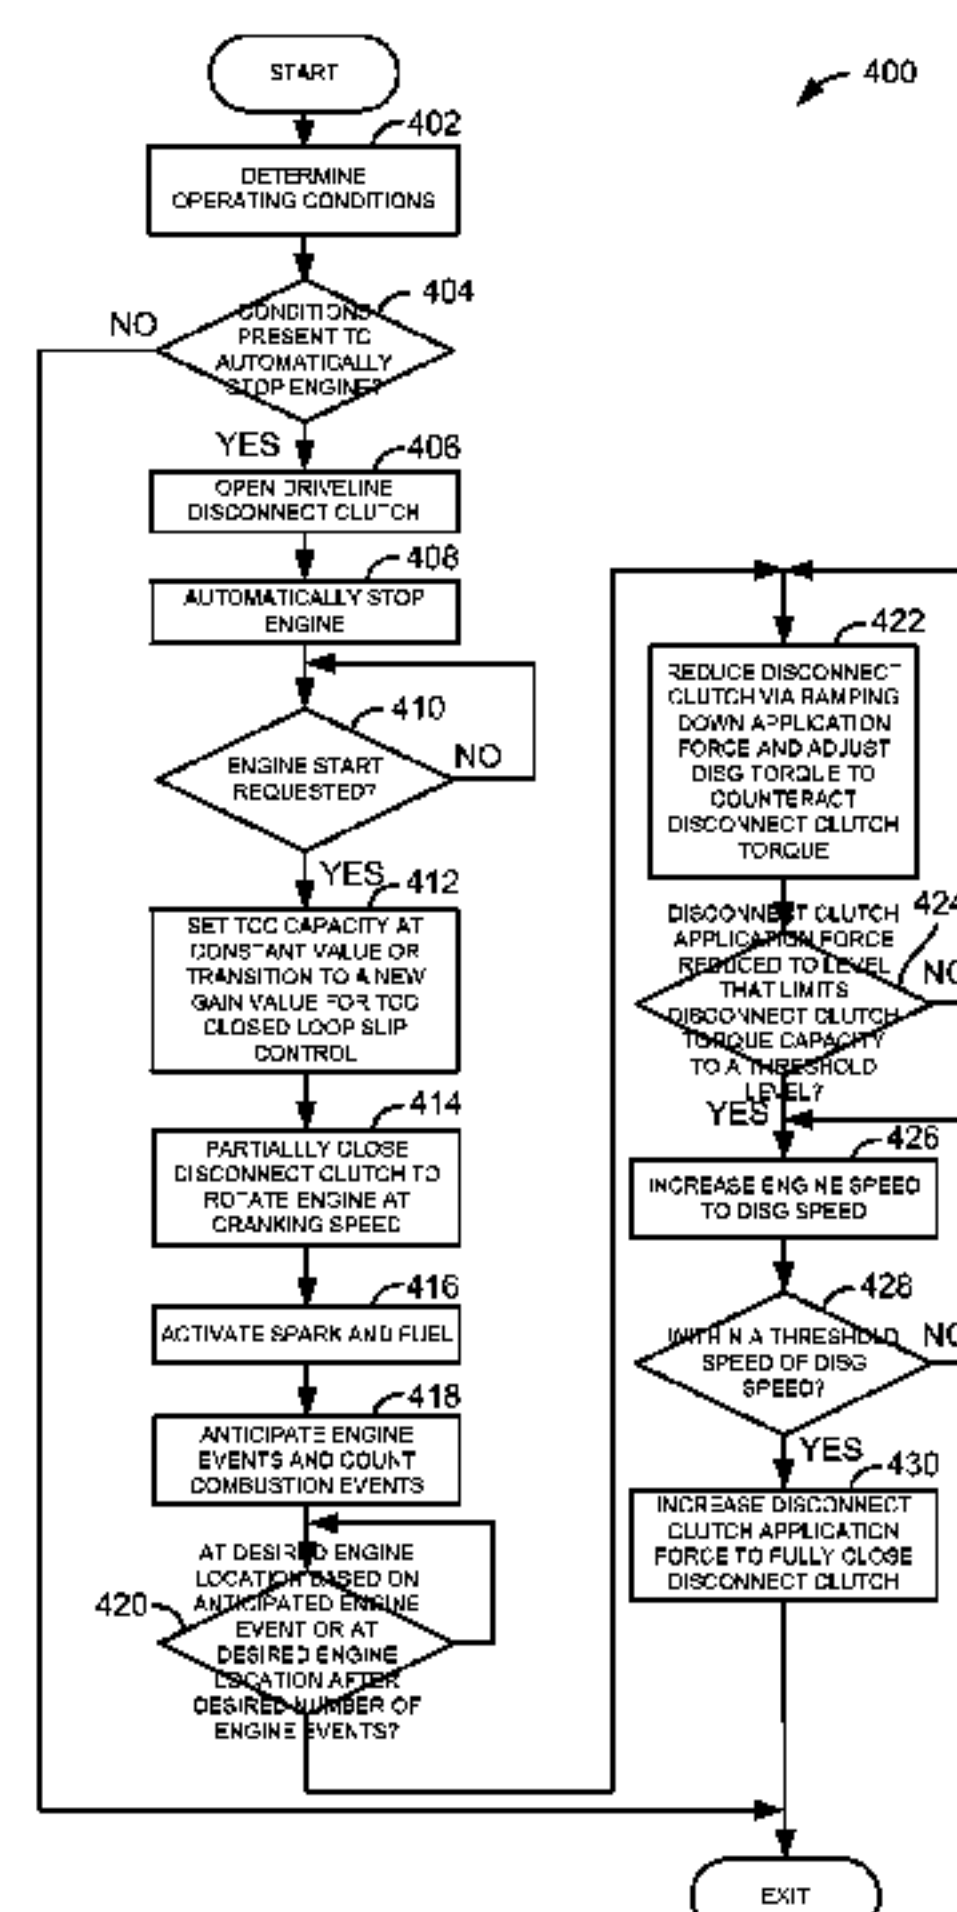 START
400
402
DETERMINE
OPERATING CONDITIONS
404
NO
CONDITIONS
PRESENT TO
AUTOMATICALLY
STOP ENGINE?
YES
406
OPEN DRIVELINE
DISCONNECT CLUTCH
408
AUTOMATICALLY STOP
ENGINE
410
ENGINE START
REQUESTED?
NO
YES
412
SET TCC CAPACITY AT
CONSTANT VALUE OR
TRANSITION TO A NEW
GAIN VALUE FOR TCC
CLOSED LOOP SLIP
CONTROL
414
PARTIALLLY CLOSE
DISCONNECT CLUTCH TO
ROTATE ENGINE AT
CRANKING SPEED
416
ACTIVATE SPARK AND FUEL
418
ANTICIPATE ENGINE
EVENTS AND COUNT
COMBUSTION EVENTS
420
AT DESIRED ENGINE
LOCATION BASED ON
ANTICIPATED ENGINE
EVENT OR AT
DESIRED ENGINE
LOCATION AFTER
DESIRED NUMBER OF
ENGINE EVENTS?
422
REDUCE DISCONNECT
CLUTCH VIA RAMPING
DOWN APPLICATION
FORCE AND ADJUST
DISG TORQUE TO
COUNTERACT
DISCONNECT CLUTCH
TORQUE
424
DISCONNECT CLUTCH
APPLICATION FORCE
REDUCED TO LEVEL
THAT LIMITS
DISCONNECT CLUTCH
TORQUE CAPACITY
TO A THRESHOLD
LEVEL?
NO
YES
426
INCREASE ENGINE SPEED
TO DISG SPEED
428
WITHIN A THRESHOLD
SPEED OF DISG
SPEED?
NO
YES
430
INCREASE DISCONNECT
CLUTCH APPLICATION
FORCE TO FULLY CLOSE
DISCONNECT CLUTCH
EXIT